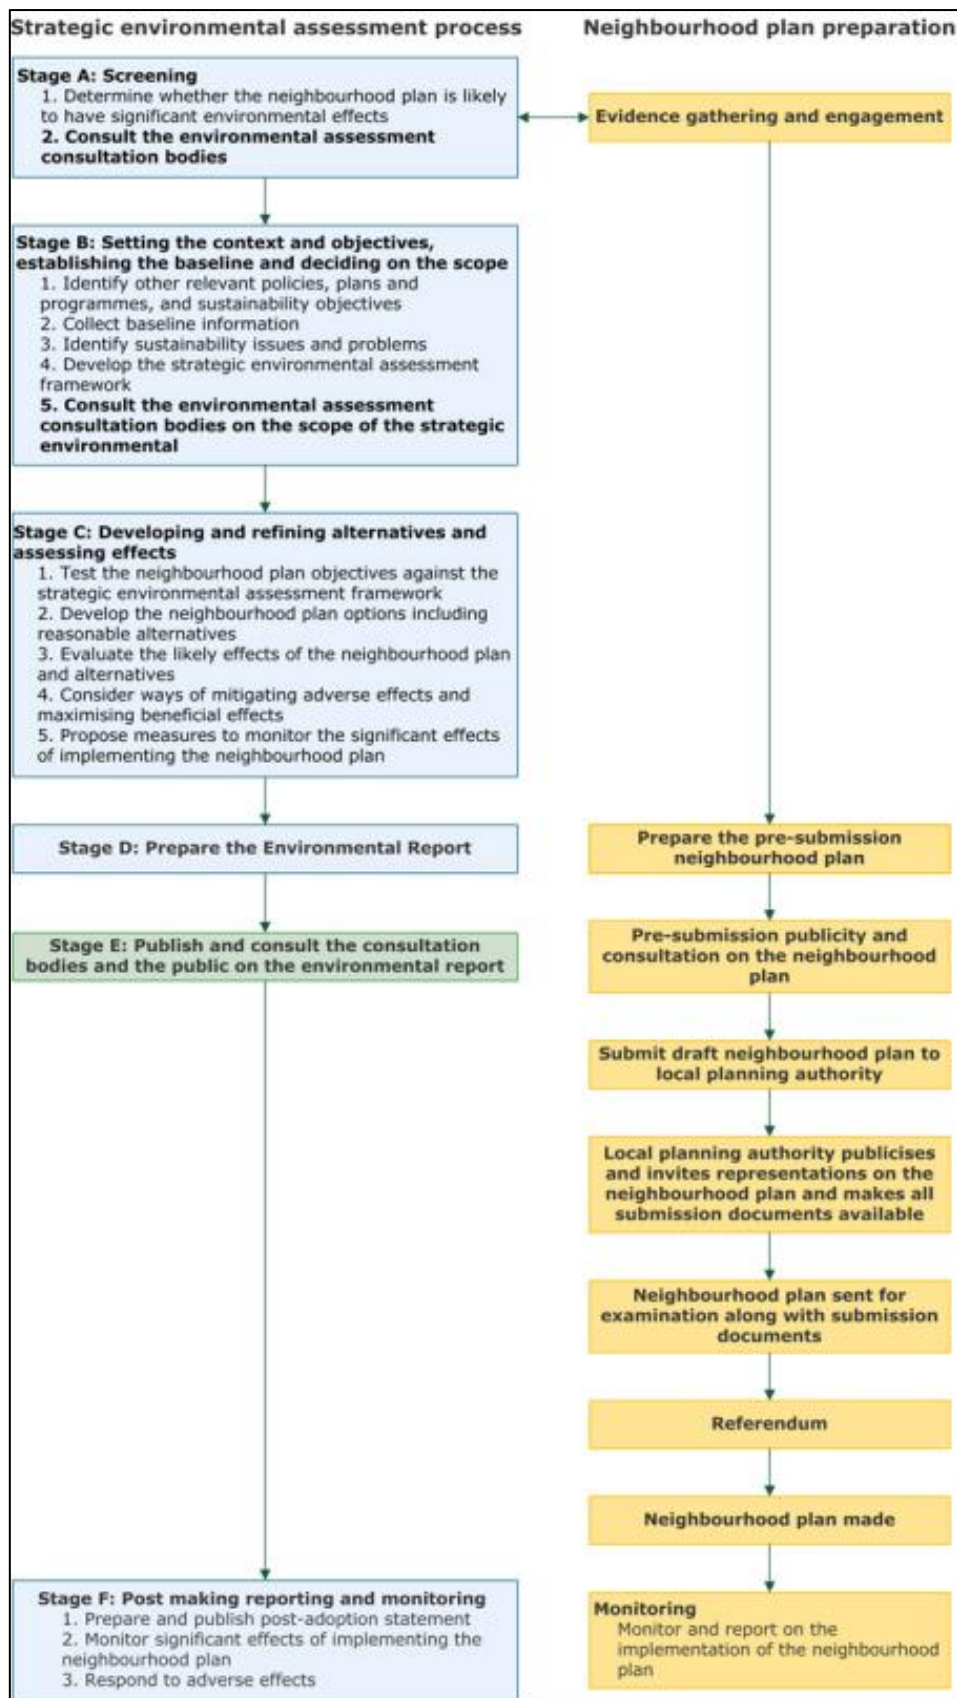 Strategic environmental assessment process
Neighbourhood plan preparation
Stage A: Screening
1. Determine whether the neighbourhood plan is likely
to have significant environmental effects
2. Consult the environmental assessment
consultation bodies
Evidence gathering and engagement
Stage B: Setting the context and objectives,
establishing the baseline and deciding on the scope
1. Identify other relevant policies, plans and
programmes, and sustainability objectives
2. Collect baseline information
3. Identify sustainability issues and problems
4. Develop the strategic environmental assessment
framework
5. Consult the environmental assessment
consultation bodies on the scope of the strategic
environmental
Stage C: Developing and refining alternatives and
assessing effects
1. Test the neighbourhood plan objectives against the
strategic environmental assessment framework
2. Develop the neighbourhood plan options including
reasonable alternatives
3. Evaluate the likely effects of the neighbourhood plan
and alternatives
4. Consider ways of mitigating adverse effects and
maximising beneficial effects
5. Propose measures to monitor the significant effects
of implementing the neighbourhood plan
Stage D: Prepare the Environmental Report
Prepare the pre-submission
neighbourhood plan
Stage E: Publish and consult the consultation
bodies and the public on the environmental report
Pre-submission publicity and
consultation on the neighbourhood
plan
Submit draft neighbourhood plan to
local planning authority
Local planning authority publicises
and invites representations on the
neighbourhood plan and makes all
submission documents available
Neighbourhood plan sent for
examination along with submission
documents
Referendum
Neighbourhood plan made
Stage F: Post making reporting and monitoring
1. Prepare and publish post-adoption statement
2. Monitor significant effects of implementing the
neighbourhood plan
3. Respond to adverse effects
Monitoring
Monitor and report on the
implementation of the neighbourhood
plan